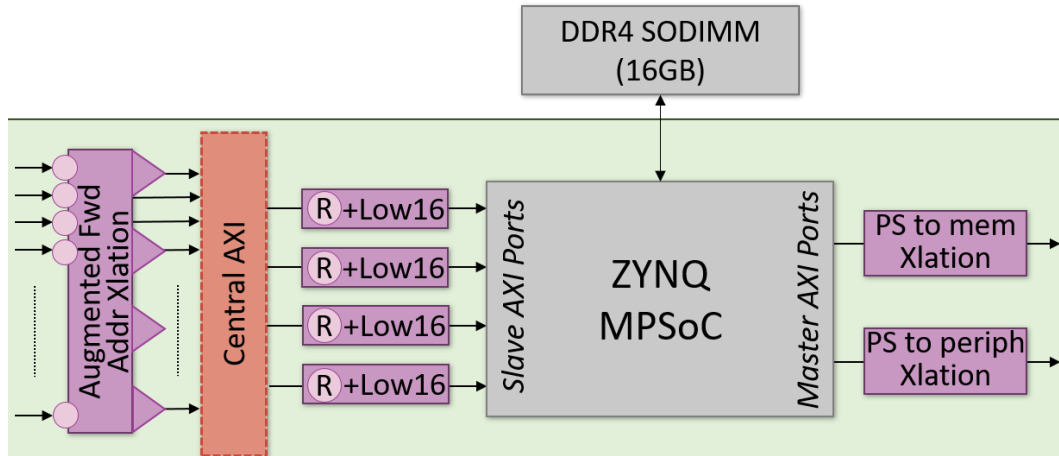 DDR4 SODIMM
(16GB)
Augmented Fwd
Addr Xlation
Central AXI
R +Low16
R +Low16
R +Low16
R +Low16
Slave AXI Ports
ZYNQ
MPSoC
Master AXI Ports
PS to mem
Xlation
PS to periph
Xlation